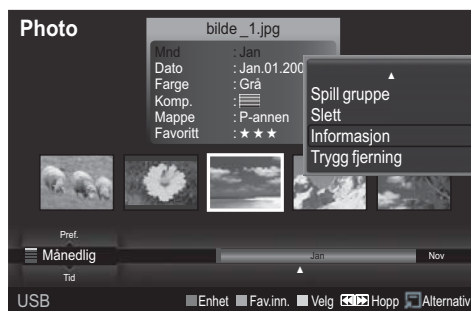 Photo
bilde _1.jpg
Mnd : Jan
Dato : Jan.01.200
Farge : Grå
Komp. :
Mappe : P-annen
Favoritt : ★ ★ ★
Spill gruppe
Slett
Informasjon
Trygg fjerning
Pref.
Månedlig
Jan
Nov
Tid
USB
Enhet
Fav.inn.
Velg
Hopp
Alternativ